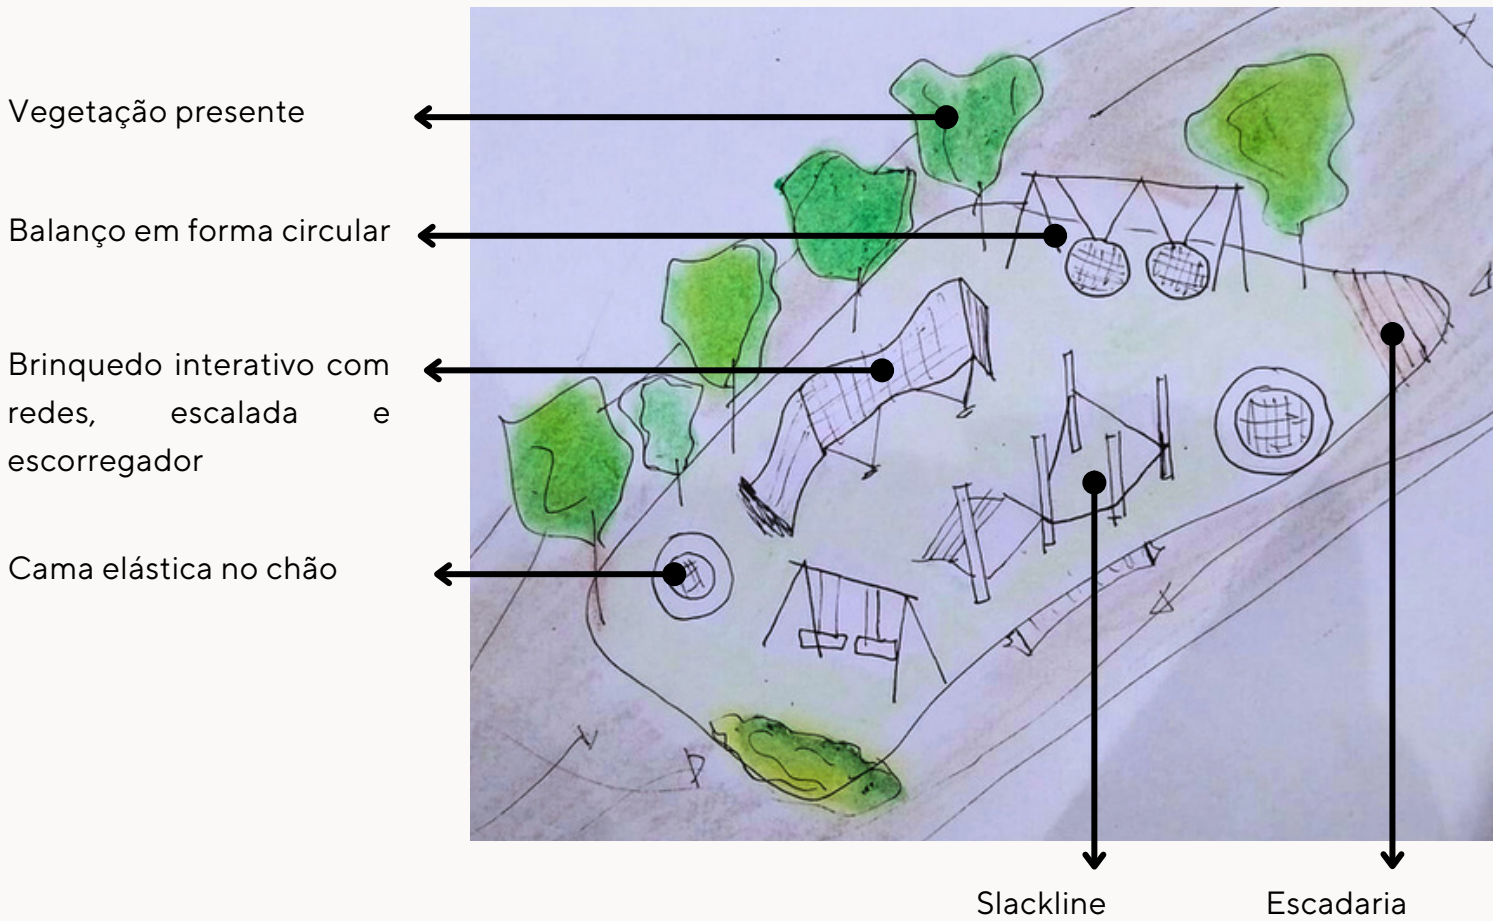 Vegetação presente
Balanço em forma circular
Brinquedo interativo com
redes, escalada e
escorregador
Cama elástica no chão
Slackline
Escadaria